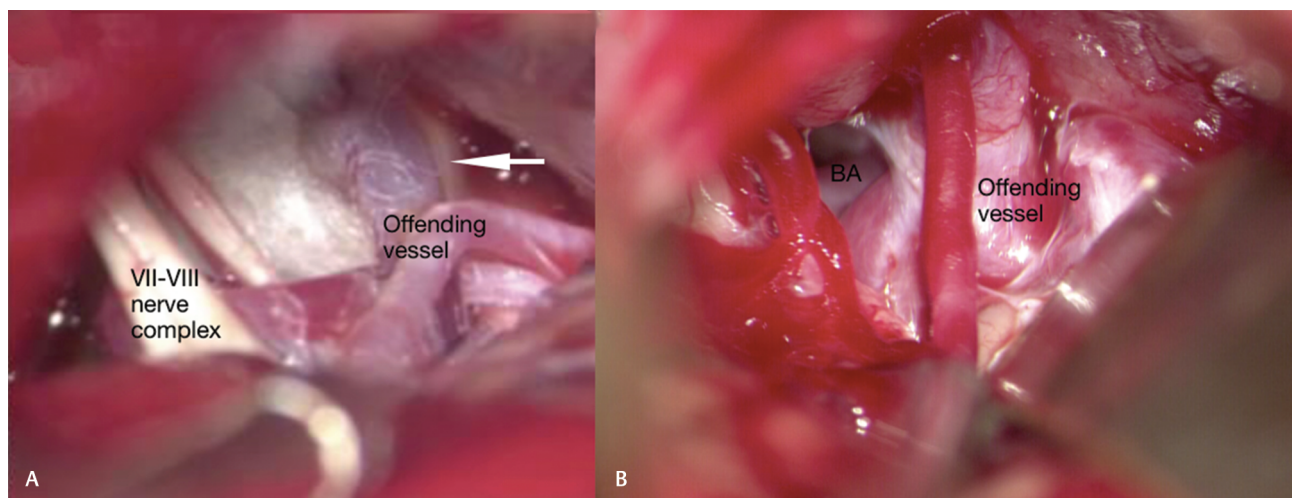 Offending
vessel
VII-VIII
nerve
complex
A
BA
Offending
vessel
B